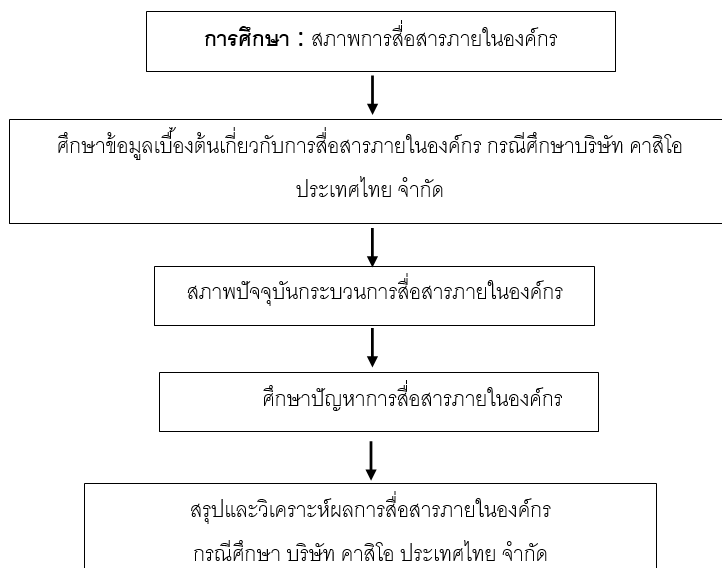 การศึกษา : สภาพการสื่อสารภายในองค์กร
ศึกษาข้อมูลเบื้องต้นเกี่ยวกับการสื่อสารภายในองค์กร กรณีศึกษาบริษัท คาสิโอ
ประเทศไทย จำกัด
สภาพปัจจุบันกระบวนการสื่อสารภายในองค์กร
ศึกษาปัญหาการสื่อสารภายในองค์กร
สรุปและวิเคราะห์ผลการสื่อสารภายในองค์กร
กรณีศึกษา บริษัท คาสิโอ ประเทศไทย จำกัด